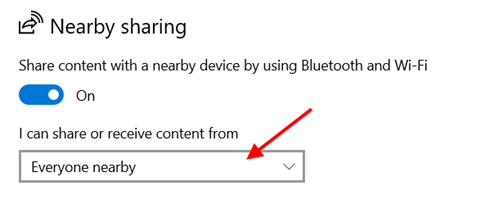 Nearby sharing
Share content with a nearby device by using Bluetooth and Wi-Fi
On
I can share or receive content from
Everyone nearby